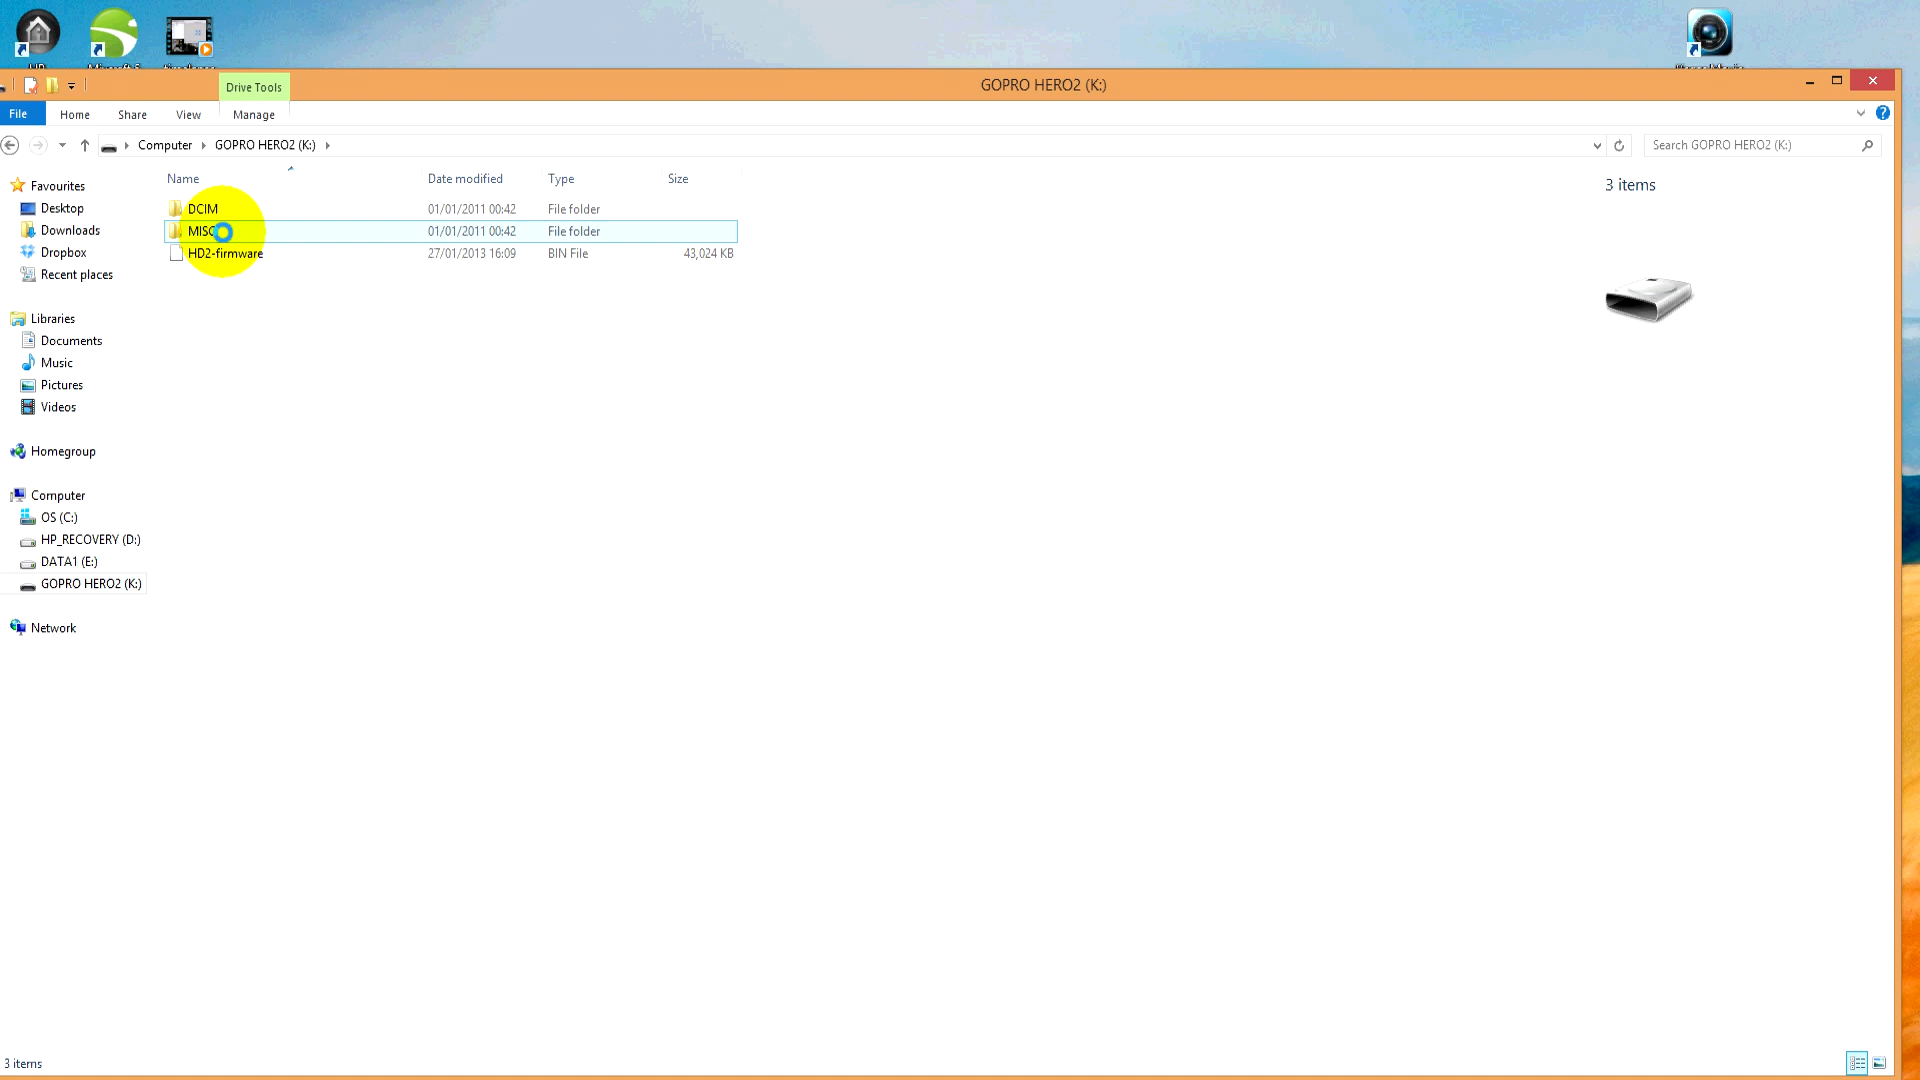 Drive Tools
GOPRO HERO2 (K:)
File
Home
Share
View
Manage
Computer
GOPRO HERO2 (K:)
Search GOPRO HERO2 (K:)
Name
Date modified
Type
Size
DCIM
01/01/2011 00:42
File folder
MISC
01/01/2011 00:42
File folder
HD2-firmware
27/01/2013 16:09
BIN File
43,024 KB
3 items
Favourites
Desktop
Downloads
Dropbox
Recent places
Libraries
Documents
Music
Pictures
Videos
Homegroup
Computer
OS (C:)
HP_RECOVERY (D:)
DATA1 (E:)
GOPRO HERO2 (K:)
Network
3 items